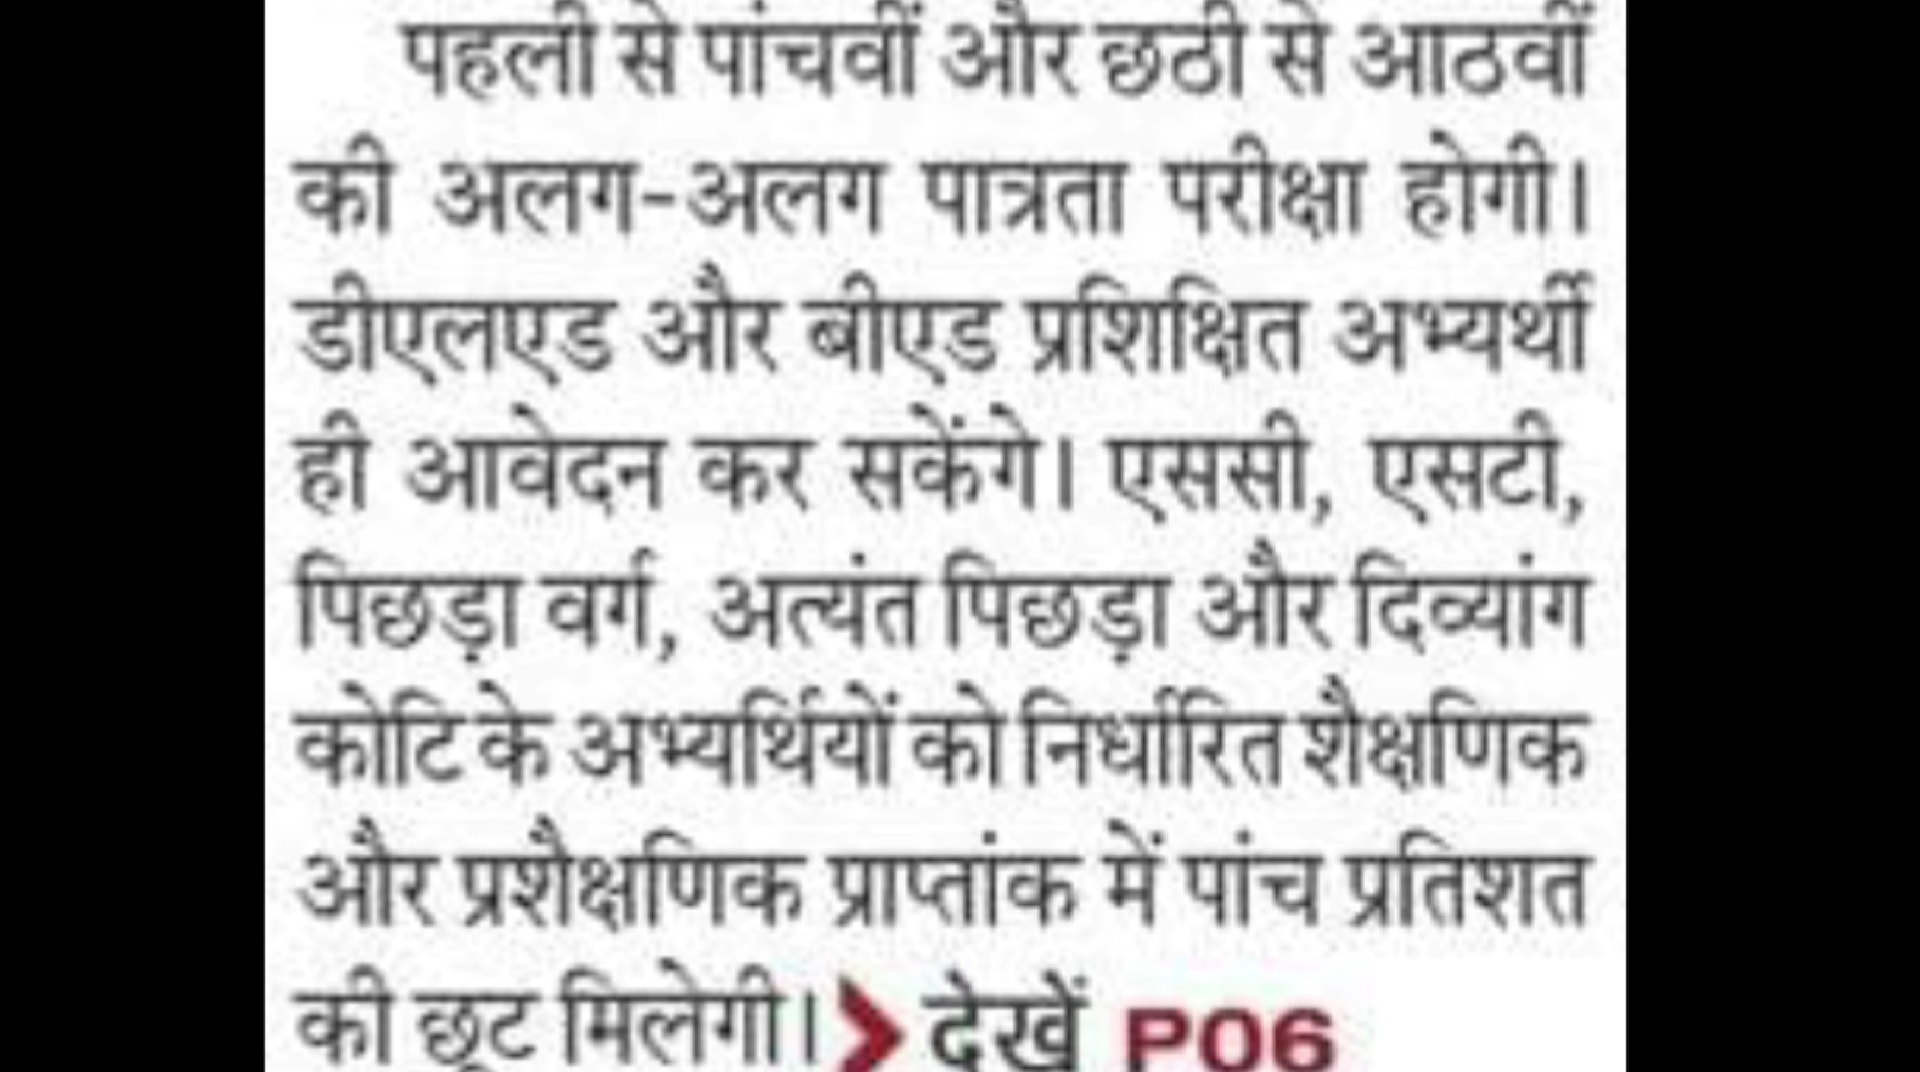 पहली से पांचवीं और छठी से आठवीं
की अलग-अलग पात्रता परीक्षा होगी।
डीएलएड और बीएड प्रशिक्षित अभ्यर्थी
ही आवेदन कर सकेंगे। एससी, एसटी,
पिछड़ा वर्ग, अत्यंत पिछड़ा और दिव्यांग
कोटि के अभ्यर्थियों को निर्धारित शैक्षणिक
और प्रशैक्षणिक प्राप्तांक में पांच प्रतिशत
की छूट मिलेगी। देखें P06